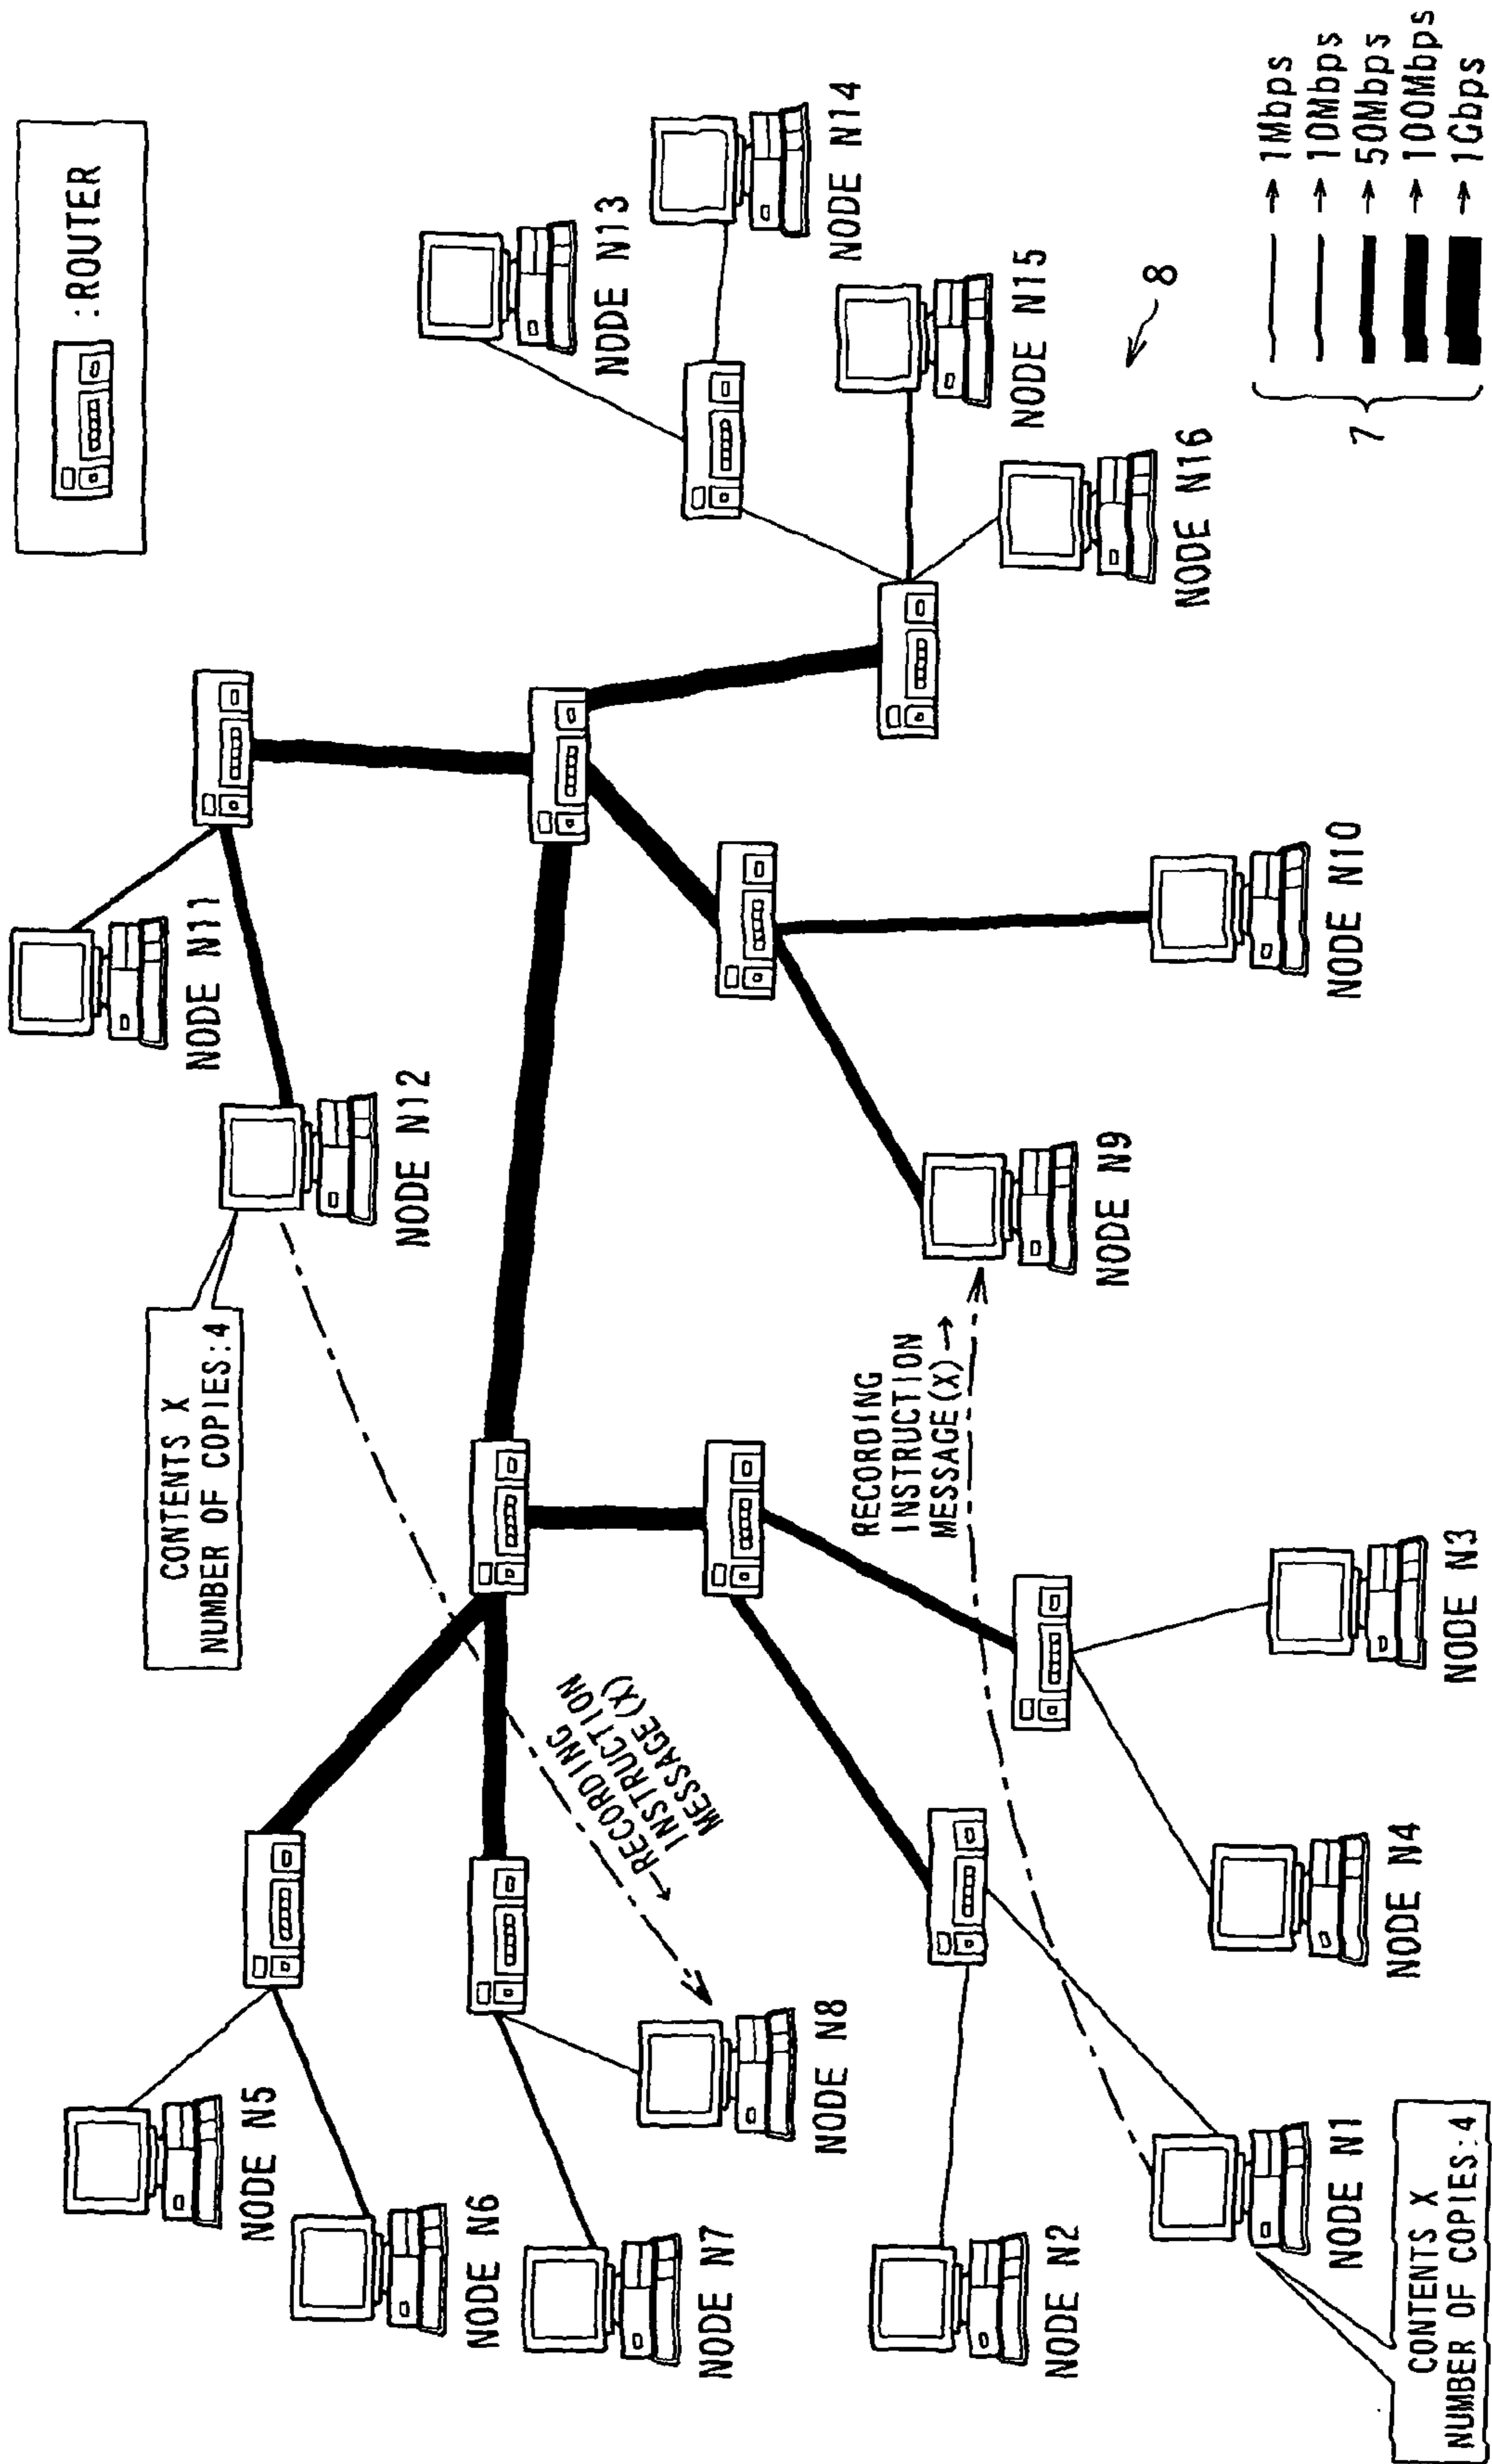 :ROUTER
NODE N5
NODE N6
NODE N7
NODE N8
NODE N2
NODE N1
NODE N4
NODE N3
NODE N12
NODE N11
NODE N9
NODE N10
NODE N13
NODE N14
NODE N15
NODE N16
CONTENTS X
NUMBER OF COPIES:4
← RECORDING
INSTRUCTION
MESSAGE(X)
RECORDING
INSTRUCTION
MESSAGE(X) →
CONTENTS X
NUMBER OF COPIES:4
8
7
→ 1Mbps
→ 10Mbps
→ 50Mbps
→ 100Mbps
→ 1Gbps